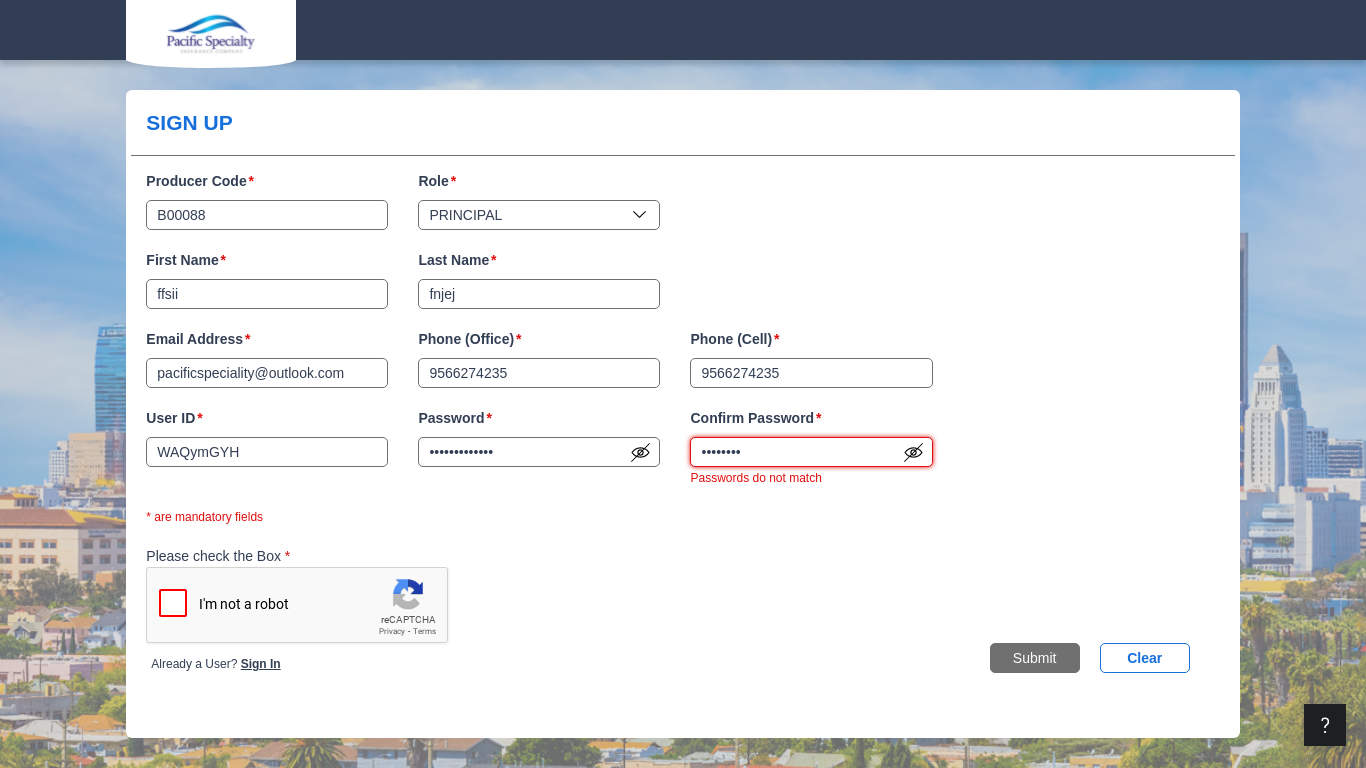 Pacific Specialty
INSURANCE COMPANY
SIGN UP
Producer Code* Role*
B00088 PRINCIPAL
First Name* Last Name*
ffsii fnjej
Email Address* Phone (Office)* Phone (Cell)*
pacificspeciality@outlook.com 9566274235 9566274235
User ID* Password* Confirm Password*
WAQymGYH ••••••••••••• ••••••••
Passwords do not match
* are mandatory fields
Please check the Box *
I'm not a robot
reCAPTCHA
Privacy - Terms
Already a User? Sign In
Submit Clear
?